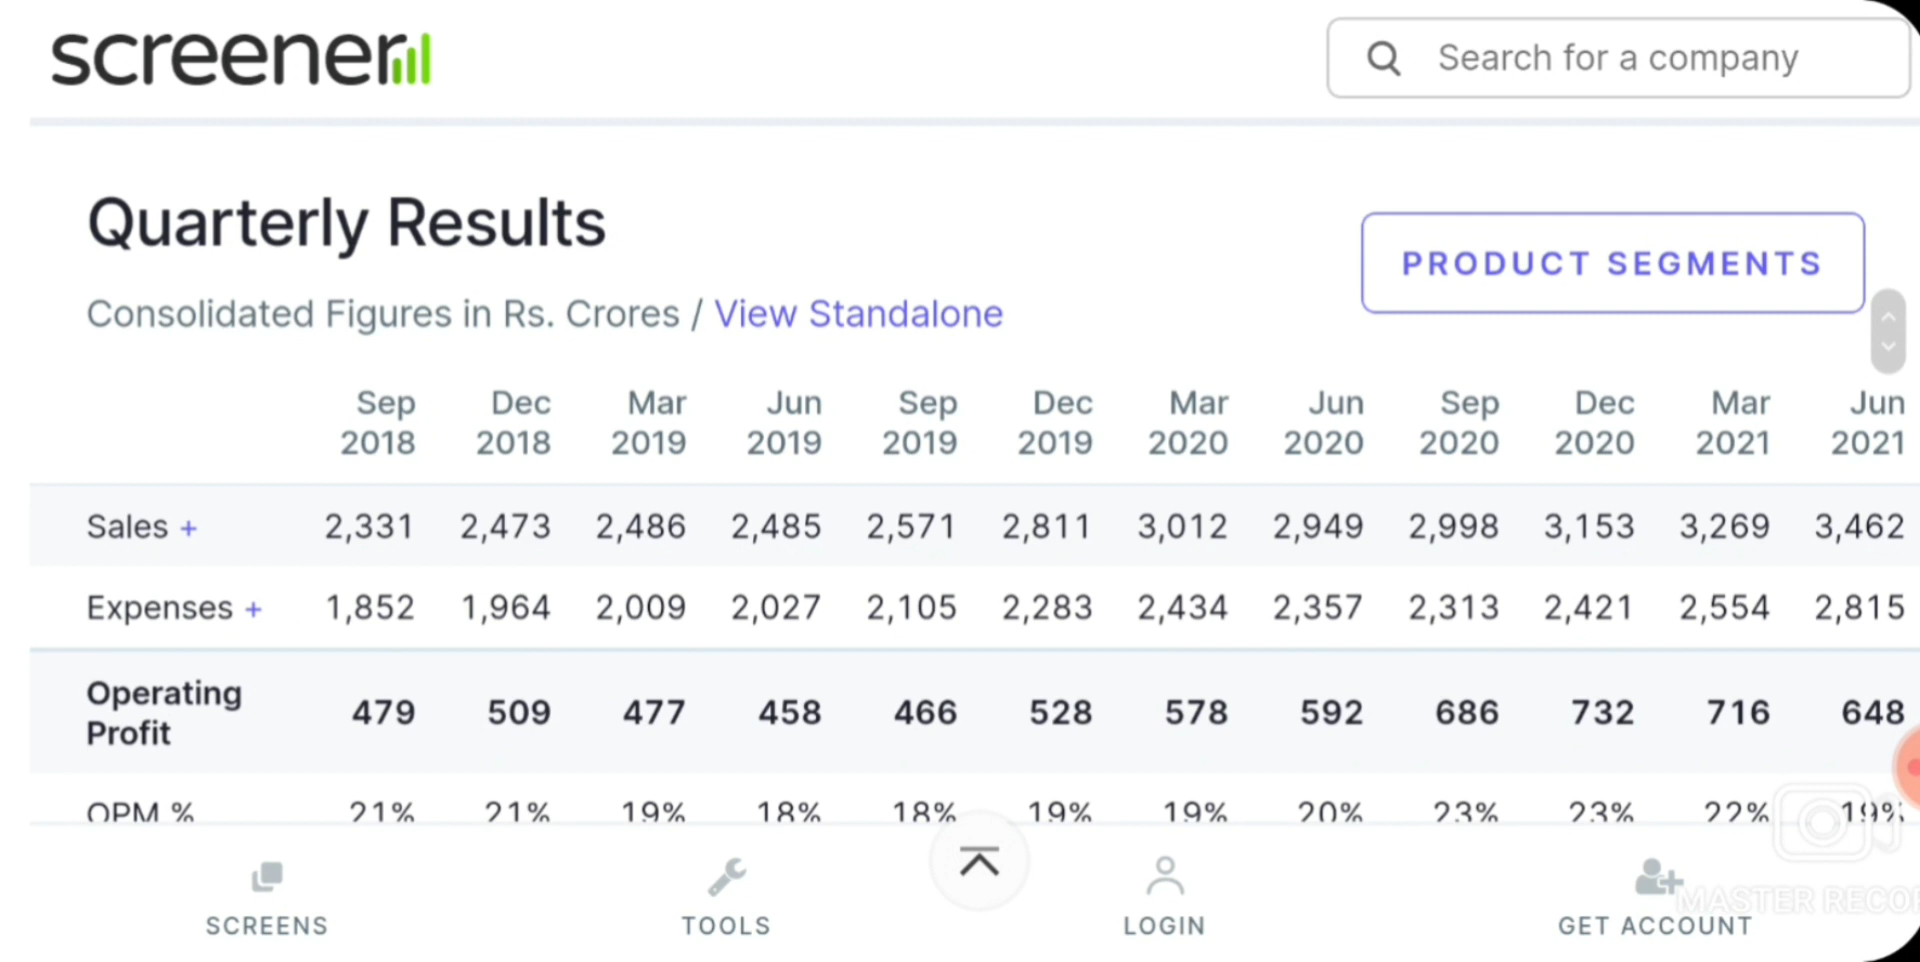 screener
Search for a company
Quarterly Results
PRODUCT SEGMENTS
Consolidated Figures in Rs. Crores / View Standalone
Sep 2018 Dec 2018 Mar 2019 Jun 2019 Sep 2019 Dec 2019 Mar 2020 Jun 2020 Sep 2020 Dec 2020 Mar 2021 Jun 2021
Sales + 2,331 2,473 2,486 2,485 2,571 2,811 3,012 2,949 2,998 3,153 3,269 3,462
Expenses + 1,852 1,964 2,009 2,027 2,105 2,283 2,434 2,357 2,313 2,421 2,554 2,815
Operating Profit 479 509 477 458 466 528 578 592 686 732 716 648
OPM % 21% 21% 19% 18% 18% 19% 19% 20% 23% 23% 22% 19%
SCREENS TOOLS LOGIN GET ACCOUNT
MASTER RECOR